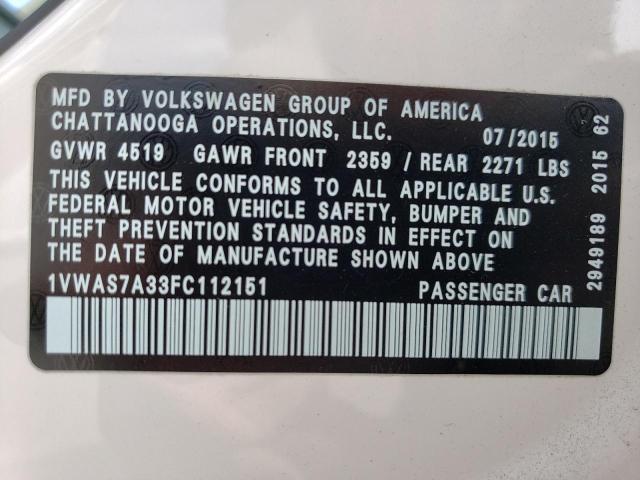 MFD BY VOLKSWAGEN GROUP OF AMERICA
CHATTANOOGA OPERATIONS, LLC. 07/2015
GVWR 4519 GAWR FRONT 2359 / REAR 2271 LBS
THIS VEHICLE CONFORMS TO ALL APPLICABLE U.S.
FEDERAL MOTOR VEHICLE SAFETY, BUMPER AND
THEFT PREVENTION STANDARDS IN EFFECT ON
THE DATE OF MANUFACTURE SHOWN ABOVE
1VWAS7A33FC112151 PASSENGER CAR
2949189 2015 62